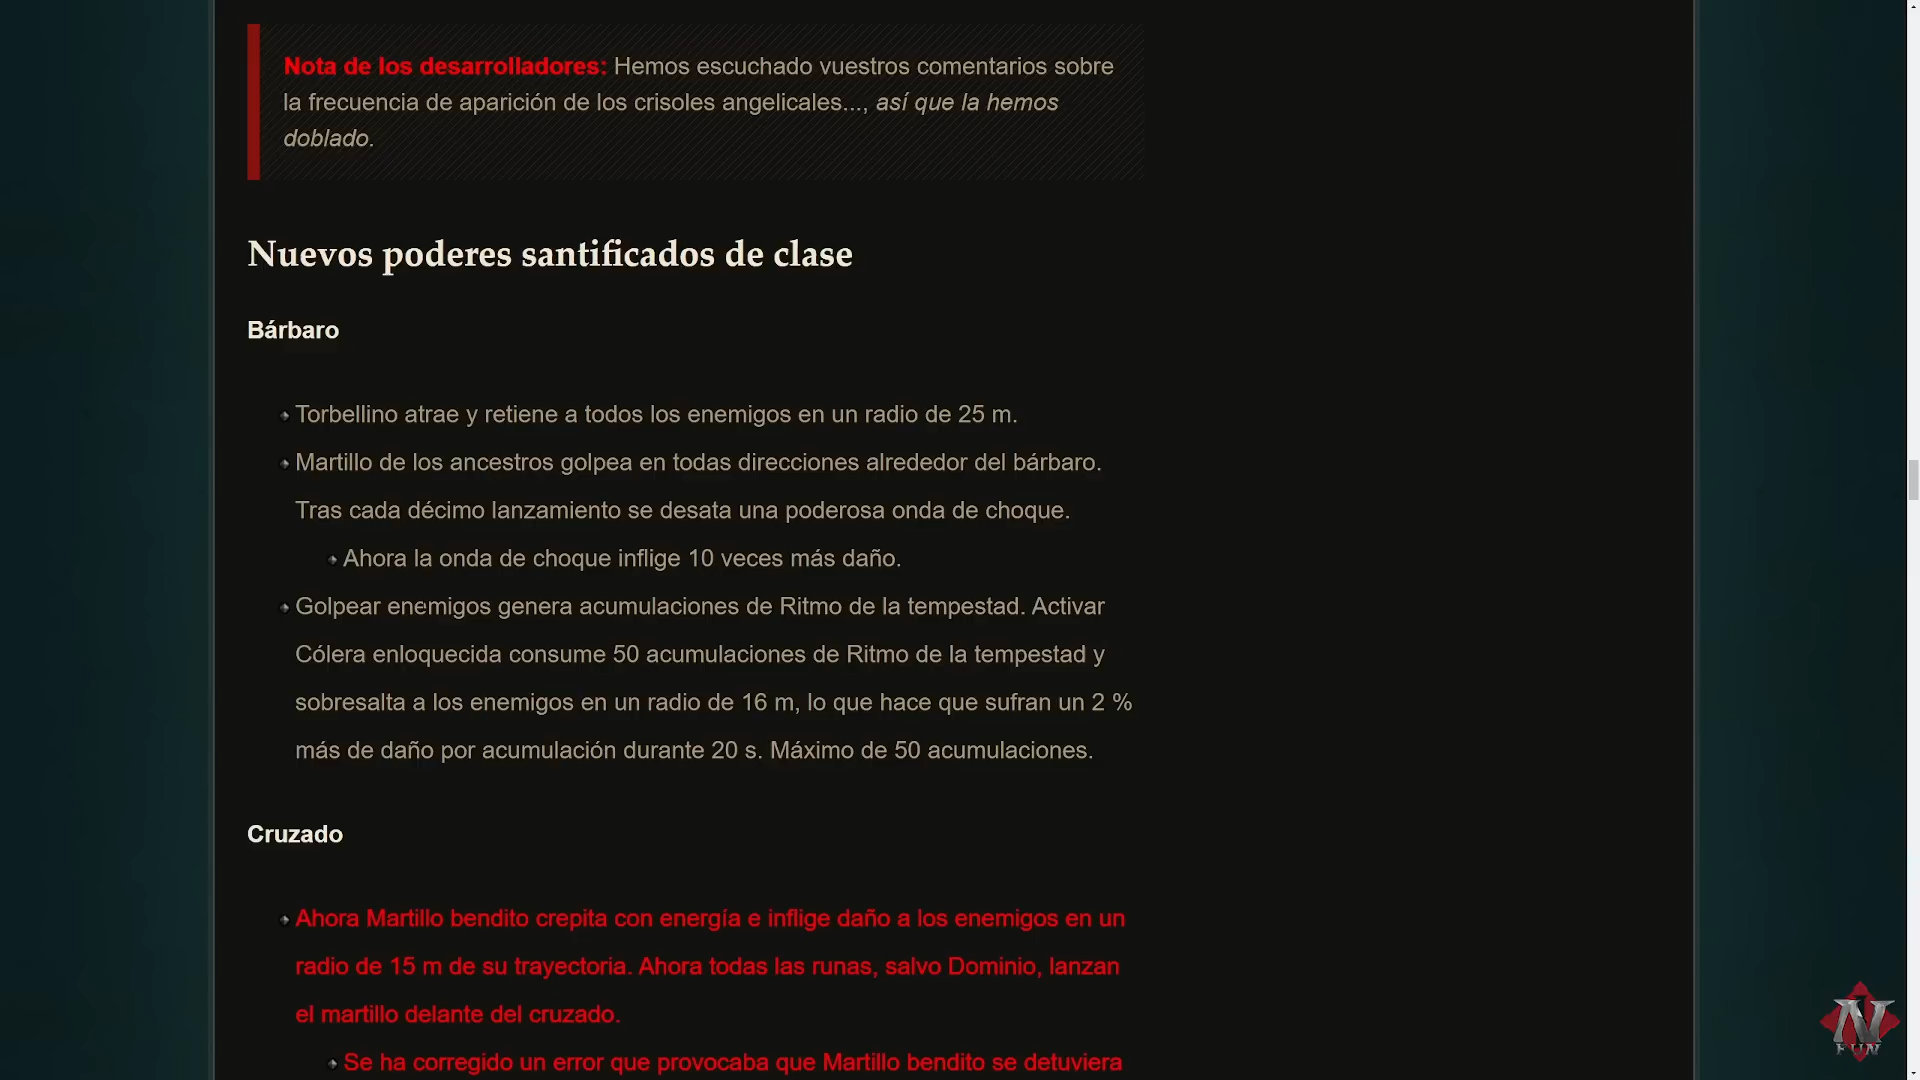 Nota de los desarrolladores: Hemos escuchado vuestros comentarios sobre
la frecuencia de aparición de los crisoles angelicales..., así que la hemos
doblado.
Nuevos poderes santificados de clase
Bárbaro
Torbellino atrae y retiene a todos los enemigos en un radio de 25 m.
Martillo de los ancestros golpea en todas direcciones alrededor del bárbaro.
Tras cada décimo lanzamiento se desata una poderosa onda de choque.
Ahora la onda de choque inflige 10 veces más daño.
Golpear enemigos genera acumulaciones de Ritmo de la tempestad. Activar
Cólera enloquecida consume 50 acumulaciones de Ritmo de la tempestad y
sobresalta a los enemigos en un radio de 16 m, lo que hace que sufran un 2 %
más de daño por acumulación durante 20 s. Máximo de 50 acumulaciones.
Cruzado
Ahora Martillo bendito crepita con energía e inflige daño a los enemigos en un
radio de 15 m de su trayectoria. Ahora todas las runas, salvo Dominio, lanzan
el martillo delante del cruzado.
Se ha corregido un error que provocaba que Martillo bendito se detuviera
N
FUN